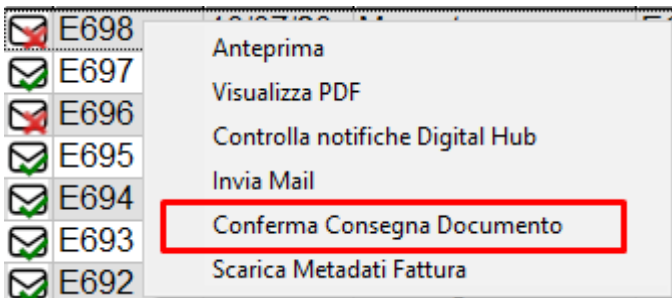 E698
E697
E696
E695
E694
E693
E692
Anteprima
Visualizza PDF
Controlla notifiche Digital Hub
Invia Mail
Conferma Consegna Documento
Scarica Metadati Fattura